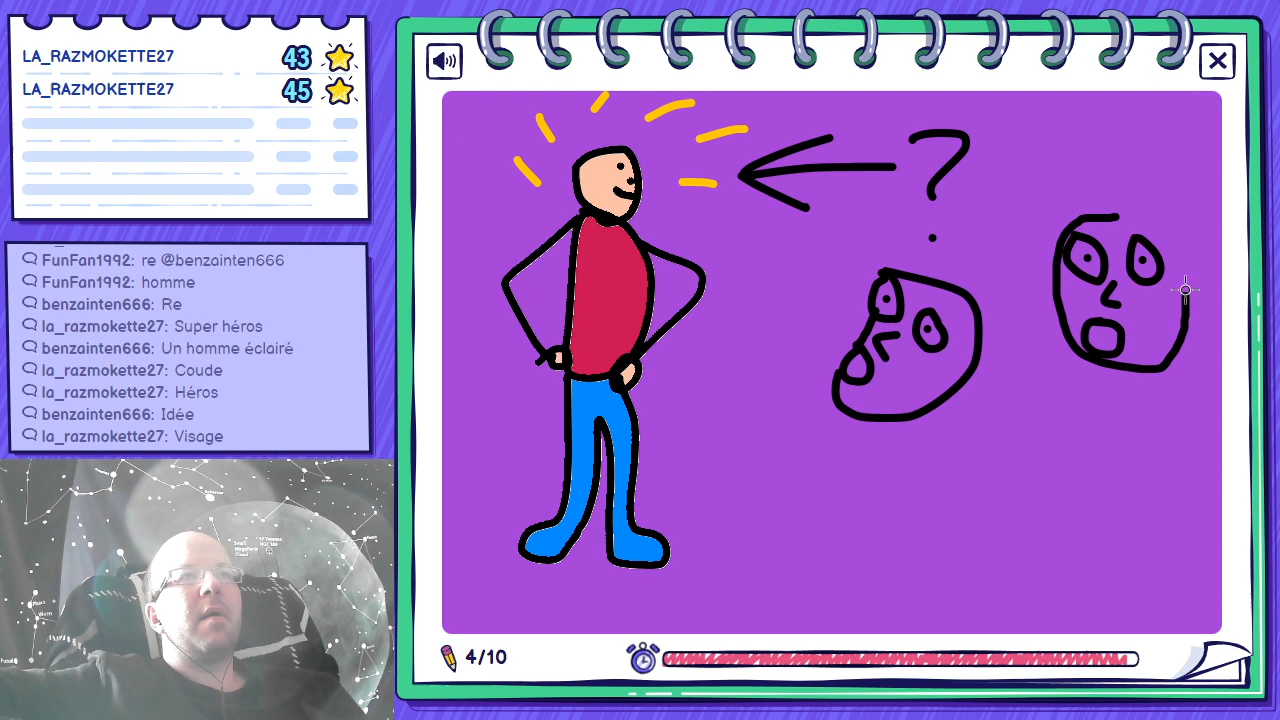 LA_RAZMOKETTE27 43
LA_RAZMOKETTE27 45
FunFan1992: re @benzainten666
FunFan1992: homme
benzainten666: Re
la_razmokette27: Super héros
benzainten666: Un homme éclairé
la_razmokette27: Coude
la_razmokette27: Héros
benzainten666: Idée
la_razmokette27: Visage
?
4/10